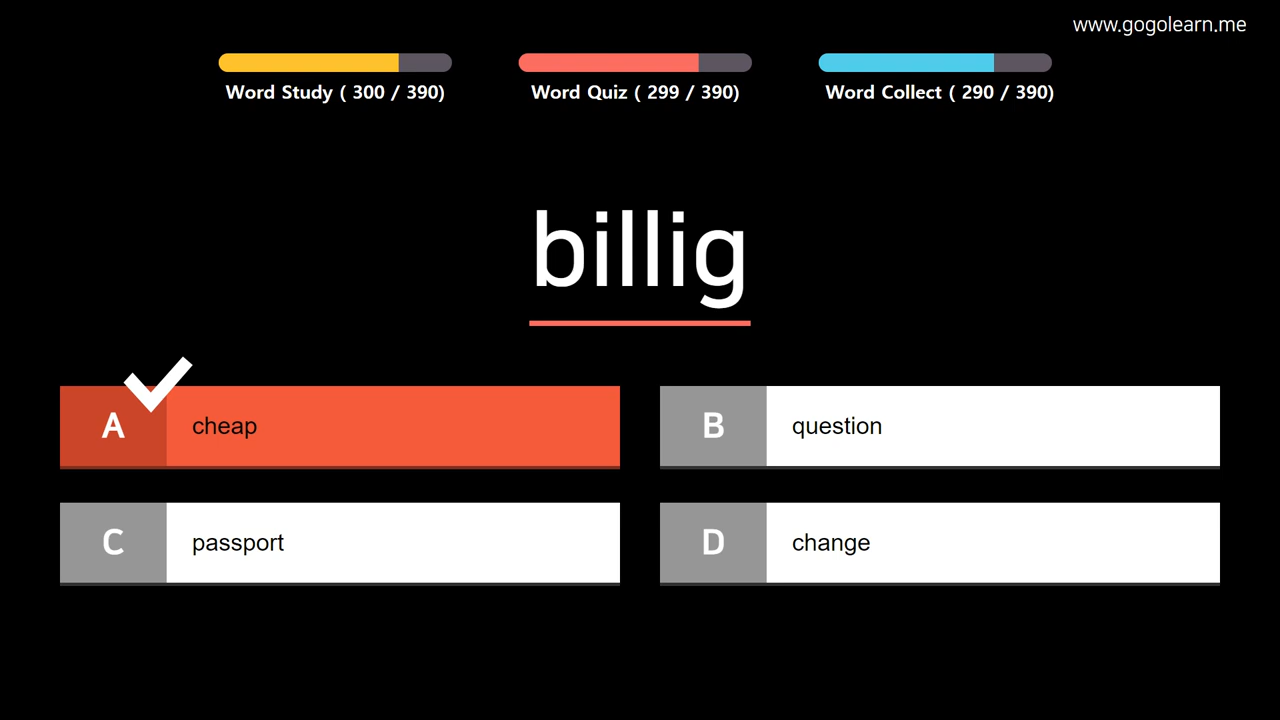 www.gogolearn.me
Word Study ( 300 / 390)
Word Quiz ( 299 / 390)
Word Collect ( 290 / 390)
billig
A
cheap
B
question
C
passport
D
change